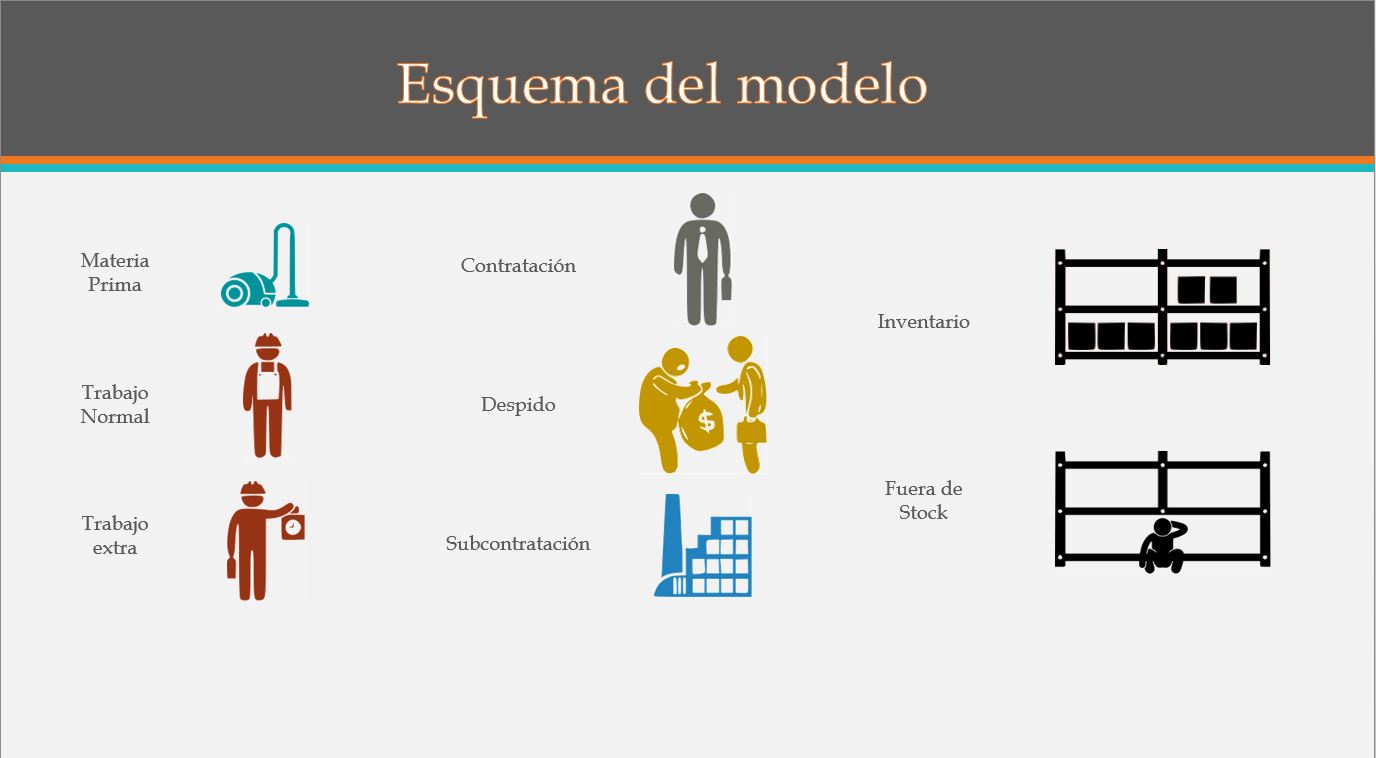 Esquema del modelo
Materia
Prima
Trabajo
Normal
Trabajo
extra
Contratación
Despido
$
Subcontratación
Inventario
Fuera de
Stock